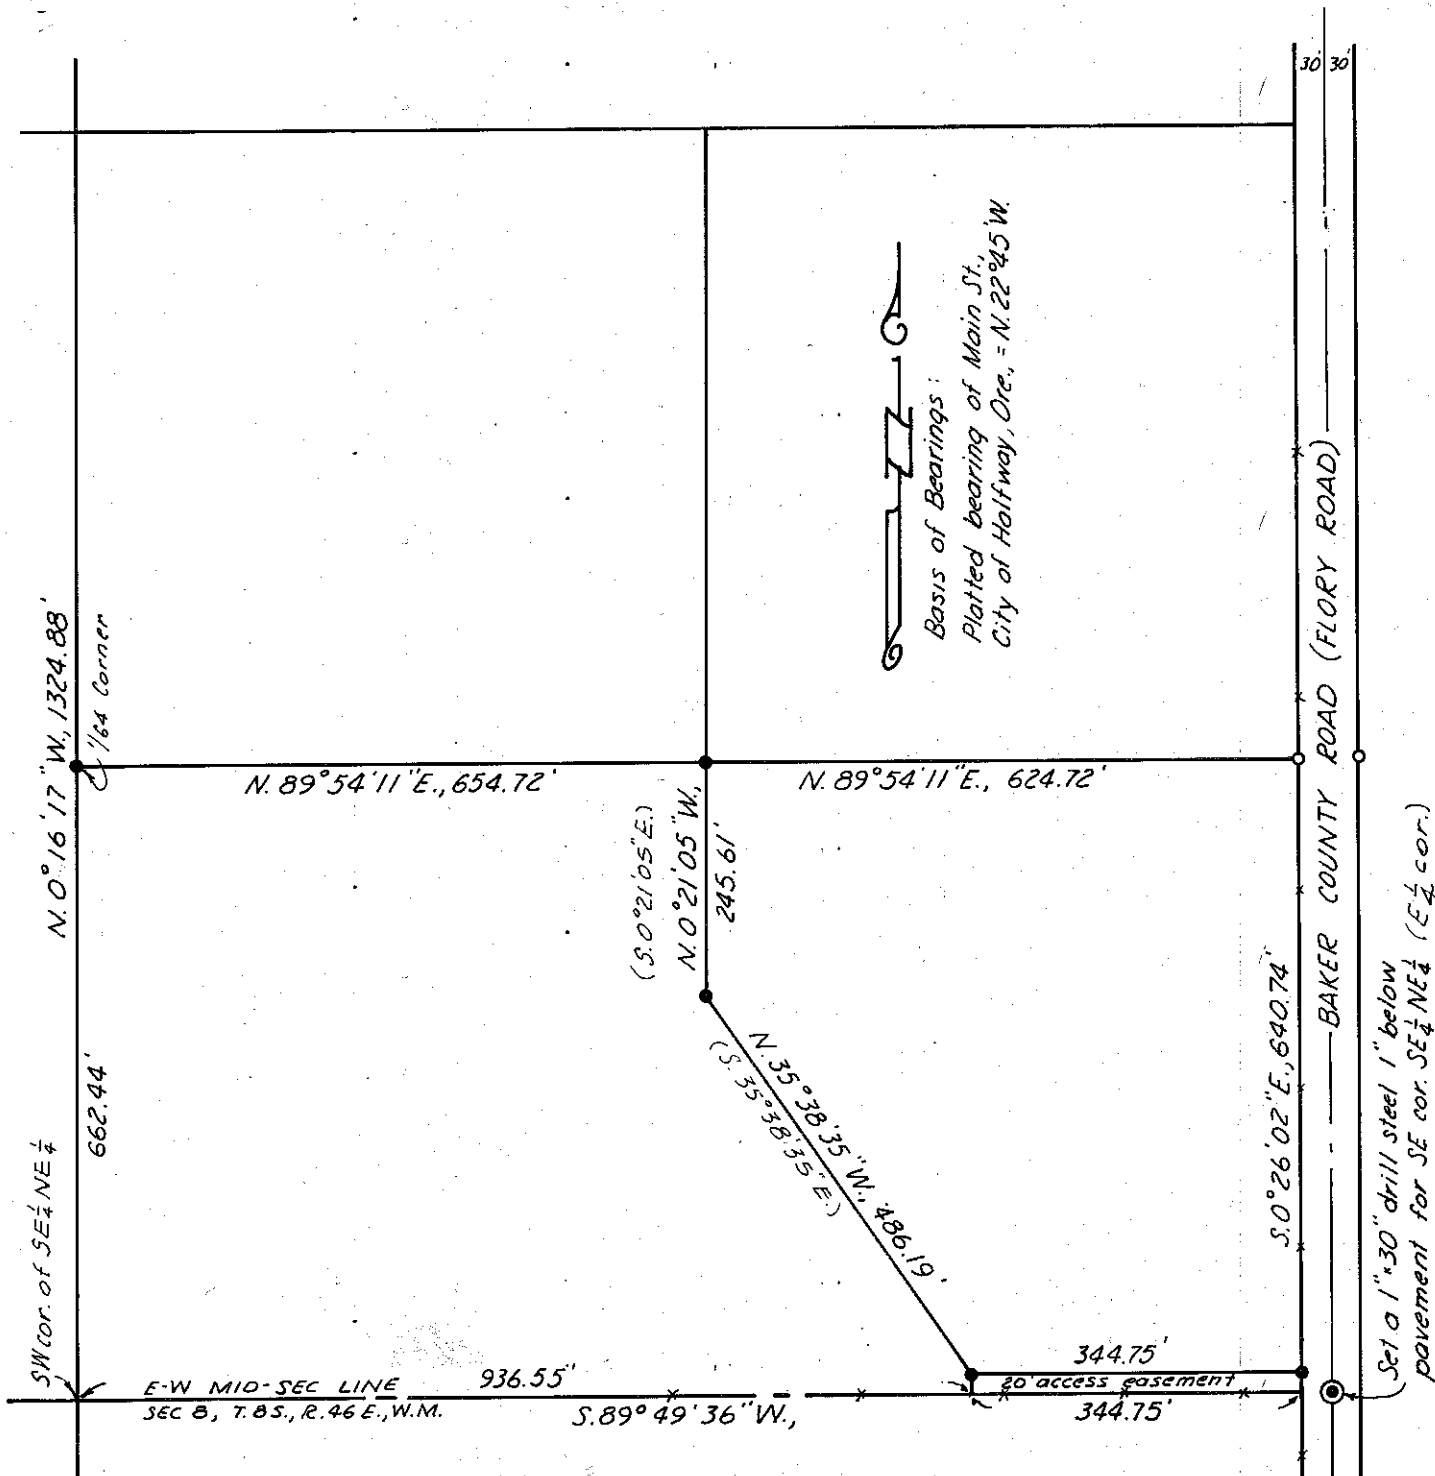 30' 30'
Basis of Bearings:
Platted bearing of Main St.,
City of Halfway, Ore., = N.22°45'W.
N.0°16'17"W., 1324.88'
1/64 Corner
N.89°54'11"E., 654.72'
N.89°54'11"E., 624.72'
(S.0°21'05"E.)
N.0°21'05"W.,
245.61'
BAKER COUNTY ROAD (FLORY ROAD)
N.35°38'35"W., 486.19'
(S.35°38'35"E.)
S.0°26'02"E., 640.74'
662.44'
SW cor. of SE¼NE¼
Set a 1"x30" drill steel 1" below
pavement for SE cor. SE¼NE¼ (E¼ cor.)
344.75'
20' access easement
344.75'
E-W MID-SEC LINE
936.55'
SEC 8, T.8S., R.46E., W.M.
S.89°49'36"W.,